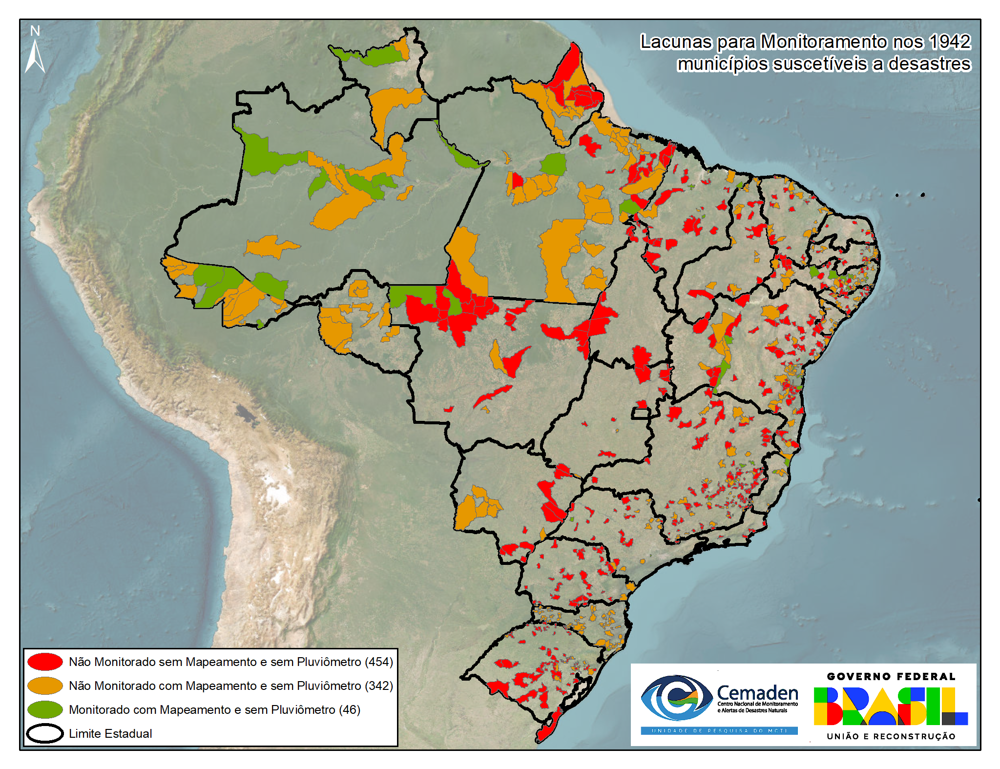 N
Lacunas para Monitoramento nos 1942
municípios suscetíveis a desastres
Não Monitorado sem Mapeamento e sem Pluviômetro (454)
Não Monitorado com Mapeamento e sem Pluviômetro (342)
Monitorado com Mapeamento e sem Pluviômetro (46)
Limite Estadual
Cemaden
Centro Nacional de Monitoramento
e Alertas de Desastres Naturais
UNIDADE DE PESQUISA DO MCTI
GOVERNO FEDERAL
BRASIL
UNIÃO E RECONSTRUÇÃO